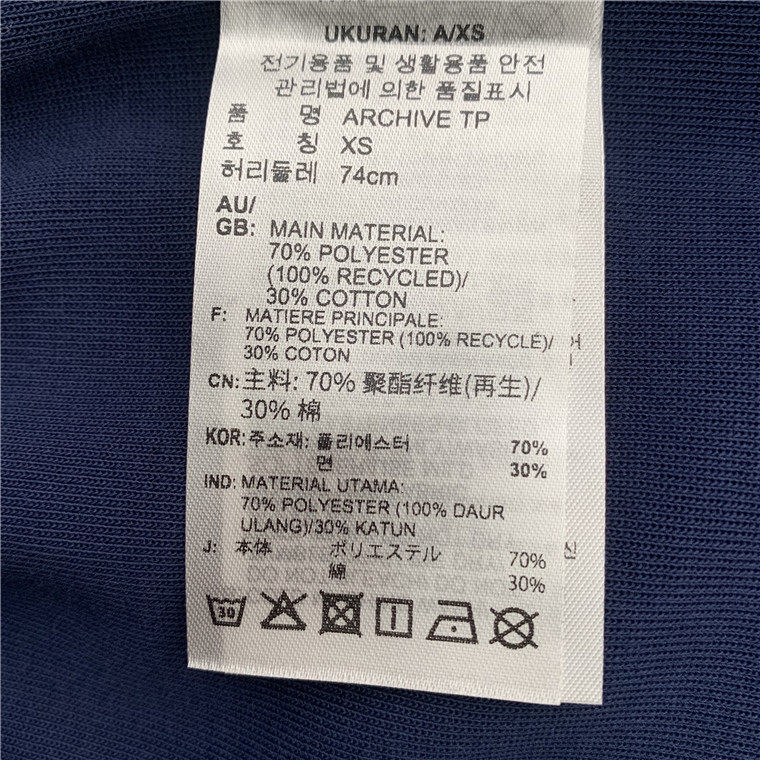 UKURAN: A/XS
전기용품 및 생활용품 안전
관리법에 의한 품질표시
품 명 ARCHIVE TP
호 칭 XS
허리둘레 74cm
AU/
GB: MAIN MATERIAL:
70% POLYESTER
(100% RECYCLED)/
30% COTTON
F: MATIERE PRINCIPALE:
70% POLYESTER (100% RECYCLÉ)/
30% COTON
CN: 主料: 70% 聚酯纤维(再生)/
30% 棉
KOR: 주소재: 폴리에스터 70%
면 30%
IND: MATERIAL UTAMA:
70% POLYESTER (100% DAUR
ULANG)/30% KATUN
J: 本体 ポリエステル 70%
綿 30%
30